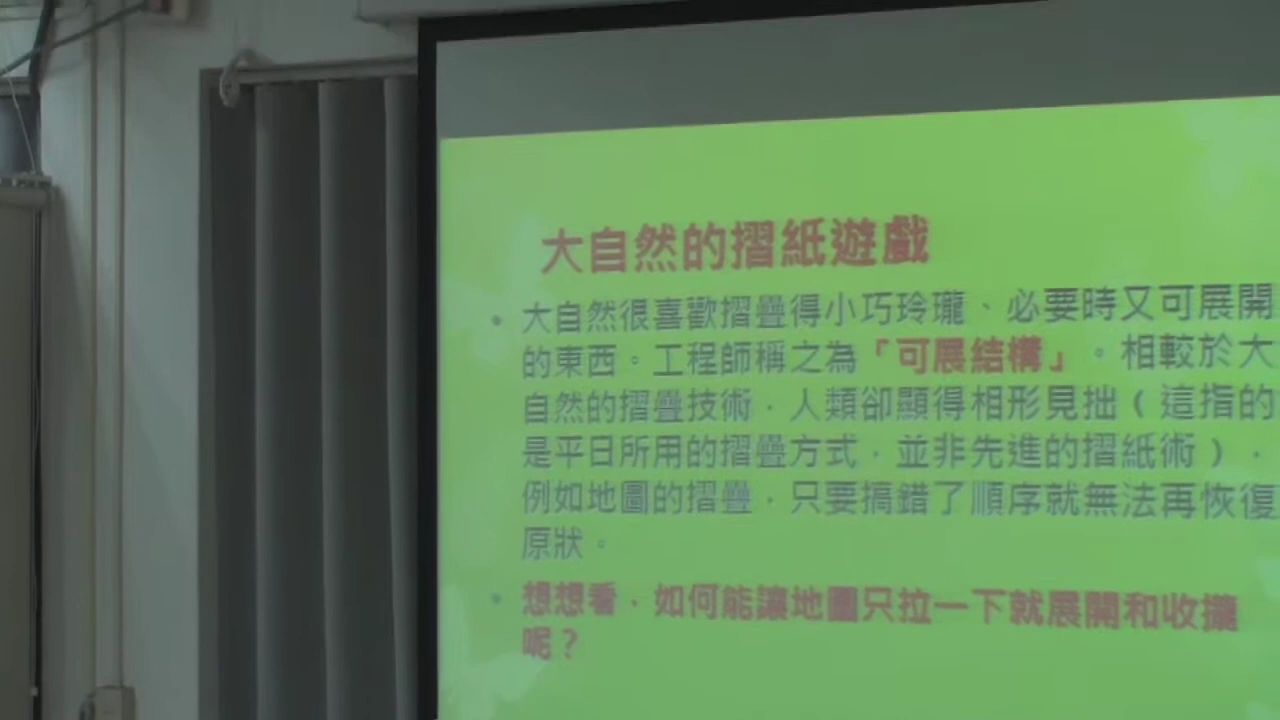 大自然的摺紙遊戲
• 大自然很喜歡摺疊得小巧玲瓏、必要時又可展開
的東西。工程師稱之為「可展結構」。相較於大
自然的摺疊技術，人類卻顯得相形見拙（這指的
是平日所用的摺疊方式，並非先進的摺紙術），
例如地圖的摺疊，只要搞錯了順序就無法再恢復
原狀。
• 想想看，如何能讓地圖只拉一下就展開和收攏
呢？